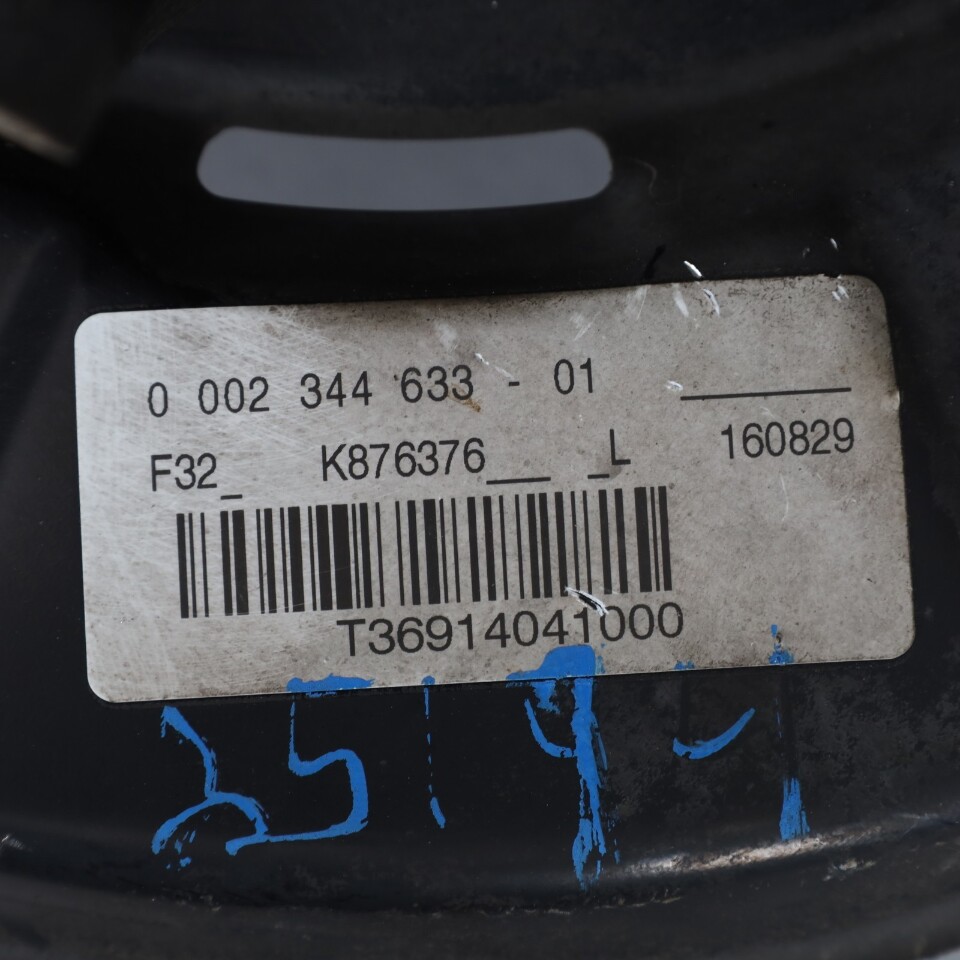 0 002 344 633 - 01
F32_ K876376___ _L 160829
T36914041000